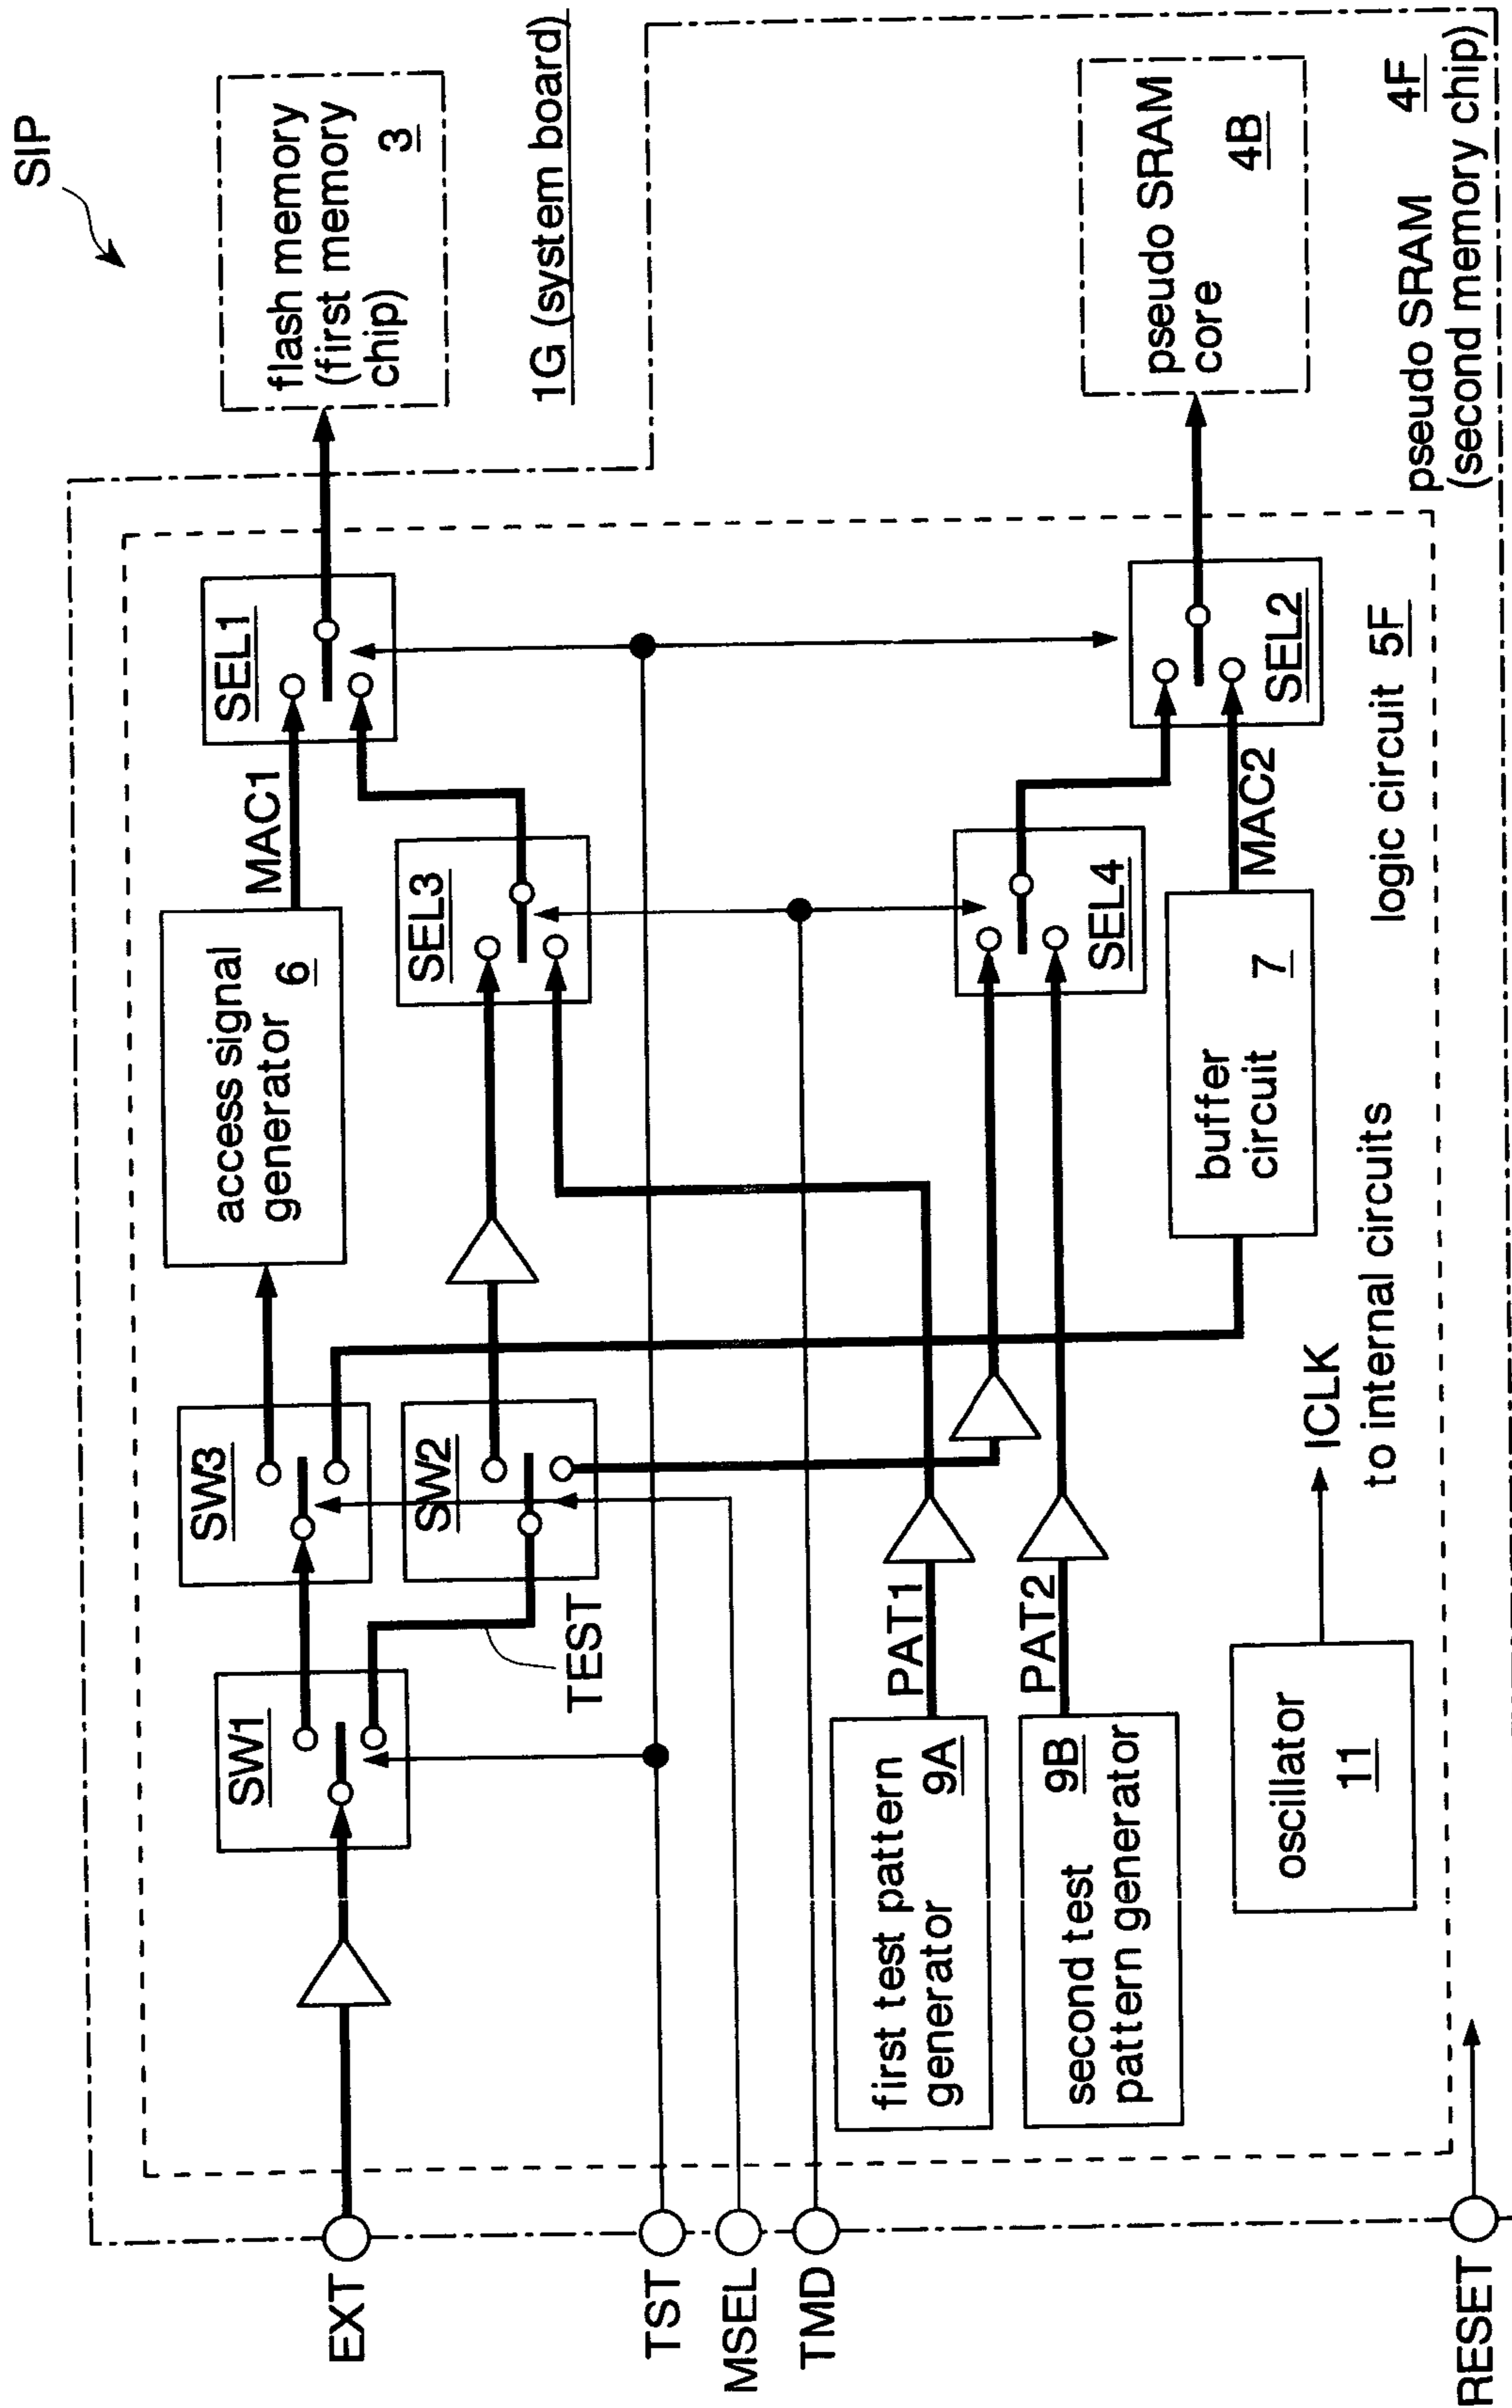 SIP
flash memory
(first memory
chip)
3
1G (system board)
pseudo SRAM
core
4B
pseudo SRAM
(second memory chip)
4F
SEL1
MAC1
access signal
generator
6
SEL3
SEL4
SEL2
MAC2
buffer
circuit
7
logic circuit 5F
SW3
SW2
SW1
TEST
ICLK
to internal circuits
PAT1
PAT2
first test pattern
generator
9A
second test
pattern generator
9B
oscillator
11
EXT
TST
MSEL
TMD
RESET